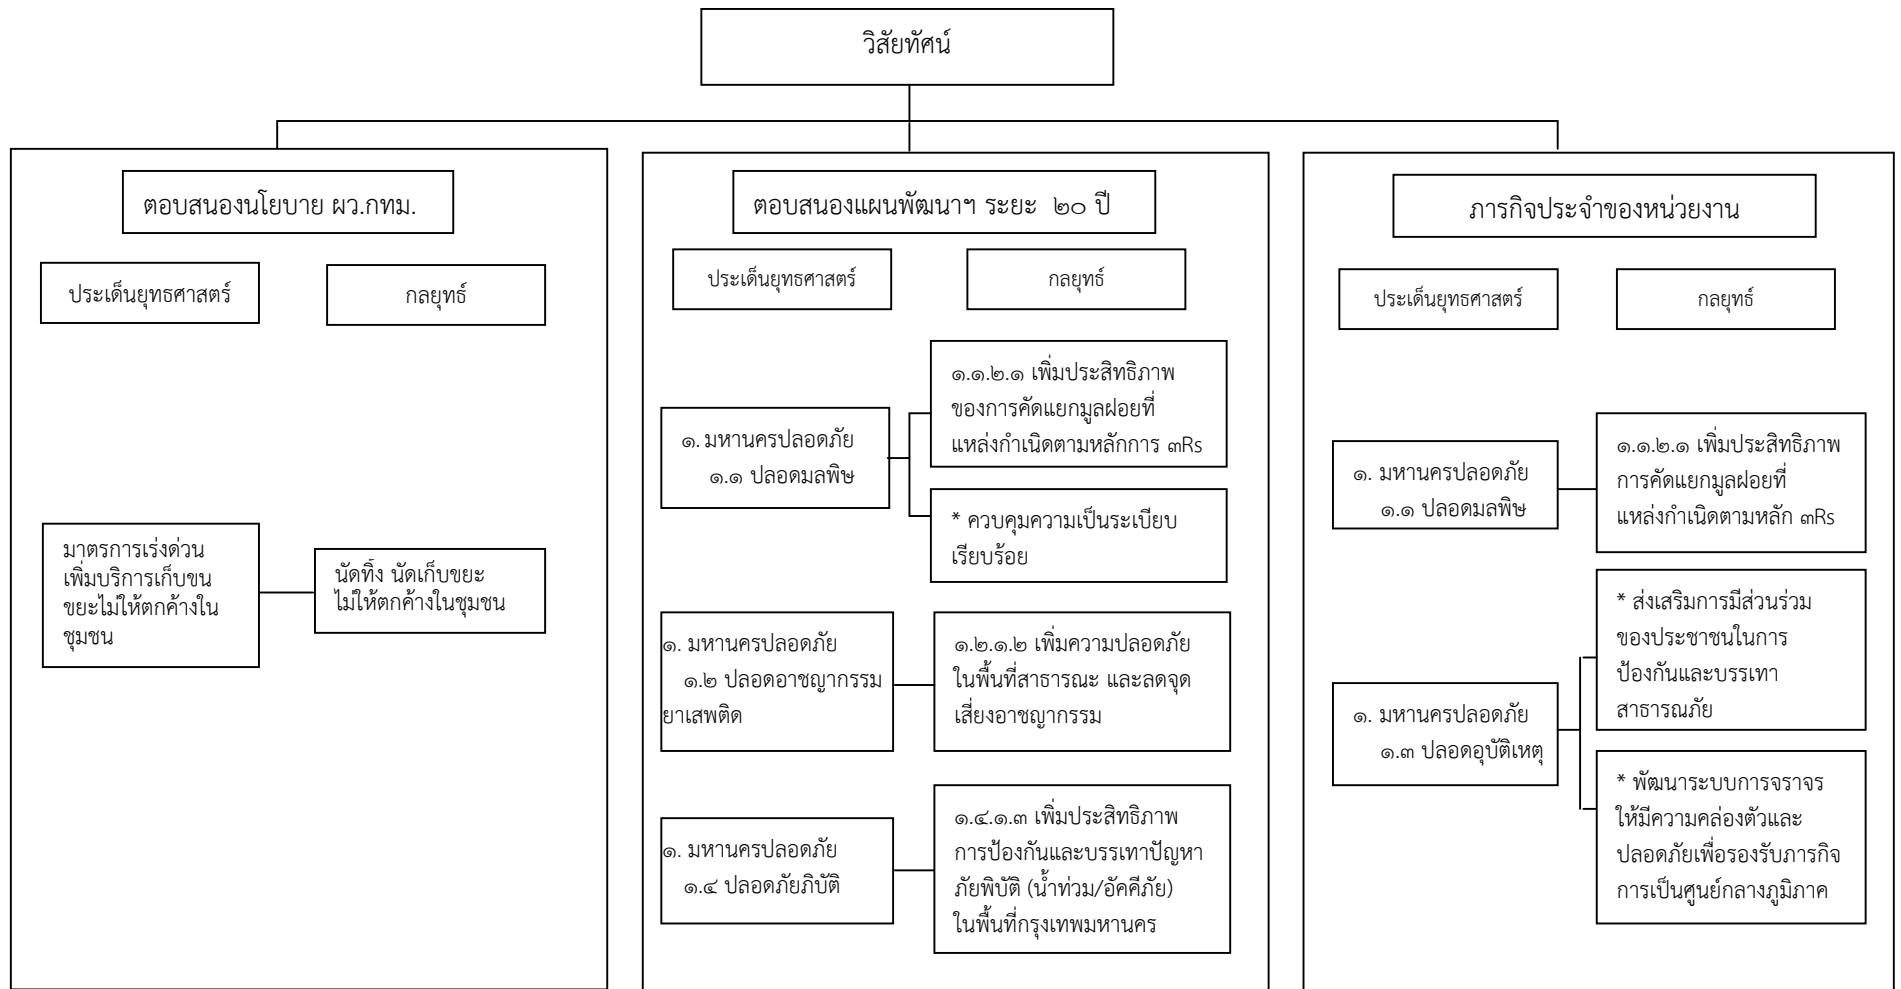 วิสัยทัศน์
ตอบสนองนโยบาย ผว.กทม.
ประเด็นยุทธศาสตร์
กลยุทธ์
มาตรการเร่งด่วน
เพิ่มบริการเก็บขน
ขยะไม่ให้ตกค้างใน
ชุมชน
นัดทิ้ง นัดเก็บขยะ
ไม่ให้ตกค้างในชุมชน
ตอบสนองแผนพัฒนาฯ ระยะ ๒๐ ปี
ประเด็นยุทธศาสตร์
กลยุทธ์
๑. มหานครปลอดภัย
๑.๑ ปลอดมลพิษ
๑.๑.๒.๑ เพิ่มประสิทธิภาพ
ของการคัดแยกมูลฝอยที่
แหล่งกำเนิดตามหลักการ ๓Rs
* ควบคุมความเป็นระเบียบ
เรียบร้อย
๑. มหานครปลอดภัย
๑.๒ ปลอดอาชญากรรม
ยาเสพติด
๑.๒.๑.๒ เพิ่มความปลอดภัย
ในพื้นที่สาธารณะ และลดจุด
เสี่ยงอาชญากรรม
๑. มหานครปลอดภัย
๑.๔ ปลอดภัยภิบัติ
๑.๔.๑.๓ เพิ่มประสิทธิภาพ
การป้องกันและบรรเทาปัญหา
ภัยพิบัติ (น้ำท่วม/อัคคีภัย)
ในพื้นที่กรุงเทพมหานคร
ภารกิจประจำของหน่วยงาน
ประเด็นยุทธศาสตร์
กลยุทธ์
๑. มหานครปลอดภัย
๑.๑ ปลอดมลพิษ
๑.๑.๒.๑ เพิ่มประสิทธิภาพ
การคัดแยกมูลฝอยที่
แหล่งกำเนิดตามหลัก ๓Rs
๑. มหานครปลอดภัย
๑.๓ ปลอดอุบัติเหตุ
* ส่งเสริมการมีส่วนร่วม
ของประชาชนในการ
ป้องกันและบรรเทา
สาธารณภัย
* พัฒนาระบบการจราจร
ให้มีความคล่องตัวและ
ปลอดภัยเพื่อรองรับภารกิจ
การเป็นศูนย์กลางภูมิภาค